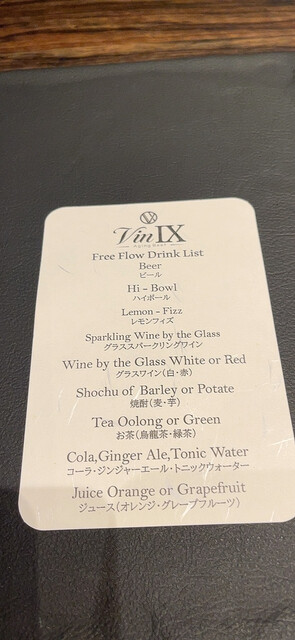 Vin IX
Aging Beef
Free Flow Drink List
Beer
ビール
Hi - Bowl
ハイボール
Lemon - Fizz
レモンフィズ
Sparkling Wine by the Glass
グラススパークリングワイン
Wine by the Glass White or Red
グラスワイン(白・赤)
Shochu of Barley or Potate
焼酎(麦・芋)
Tea Oolong or Green
お茶(烏龍茶・緑茶)
Cola,Ginger Ale,Tonic Water
コーラ・ジンジャーエール・トニックウォーター
Juice Orange or Grapefruit
ジュース(オレンジ・グレープフルーツ)